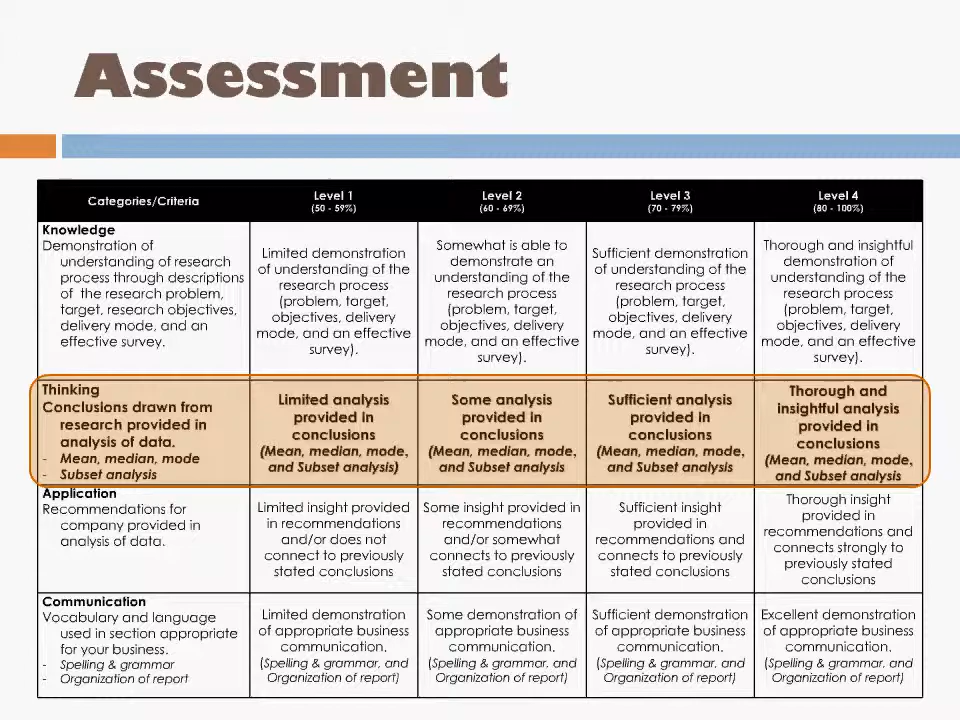 Assessment
Categories/Criteria
Level 1
(50 - 59%)
Level 2
(60 - 69%)
Level 3
(70 - 79%)
Level 4
(80 - 100%)
Knowledge
Demonstration of
understanding of research
process through descriptions
of the research problem,
target, research objectives,
delivery mode, and an
effective survey.
Limited demonstration
of understanding of the
research process
(problem, target,
objectives, delivery
mode, and an effective
survey).
Somewhat is able to
demonstrate an
understanding of the
research process
(problem, target,
objectives, delivery
mode, and an effective
survey).
Sufficient demonstration
of understanding of the
research process
(problem, target,
objectives, delivery
mode, and an effective
survey).
Thorough and insightful
demonstration of
understanding of the
research process
(problem, target,
objectives, delivery
mode, and an effective
survey).
Thinking
Conclusions drawn from
research provided in
analysis of data.
- Mean, median, mode
- Subset analysis
Limited analysis
provided in
conclusions
(Mean, median, mode,
and Subset analysis)
Some analysis
provided in
conclusions
(Mean, median, mode,
and Subset analysis
Sufficient analysis
provided in
conclusions
(Mean, median, mode,
and Subset analysis
Thorough and
insightful analysis
provided in
conclusions
(Mean, median, mode,
and Subset analysis
Application
Recommendations for
company provided in
analysis of data.
Limited insight provided
in recommendations
and/or does not
connect to previously
stated conclusions
Some insight provided in
recommendations
and/or somewhat
connects to previously
stated conclusions
Sufficient insight
provided in
recommendations and
connects to previously
stated conclusions
Thorough insight
provided in
recommendations and
connects strongly to
previously stated
conclusions
Communication
Vocabulary and language
used in section appropriate
for your business.
- Spelling & grammar
- Organization of report
Limited demonstration
of appropriate business
communication.
(Spelling & grammar, and
Organization of report)
Some demonstration of
appropriate business
communication.
(Spelling & grammar, and
Organization of report)
Sufficient demonstration
of appropriate business
communication.
(Spelling & grammar, and
Organization of report)
Excellent demonstration
of appropriate business
communication.
(Spelling & grammar, and
Organization of report)